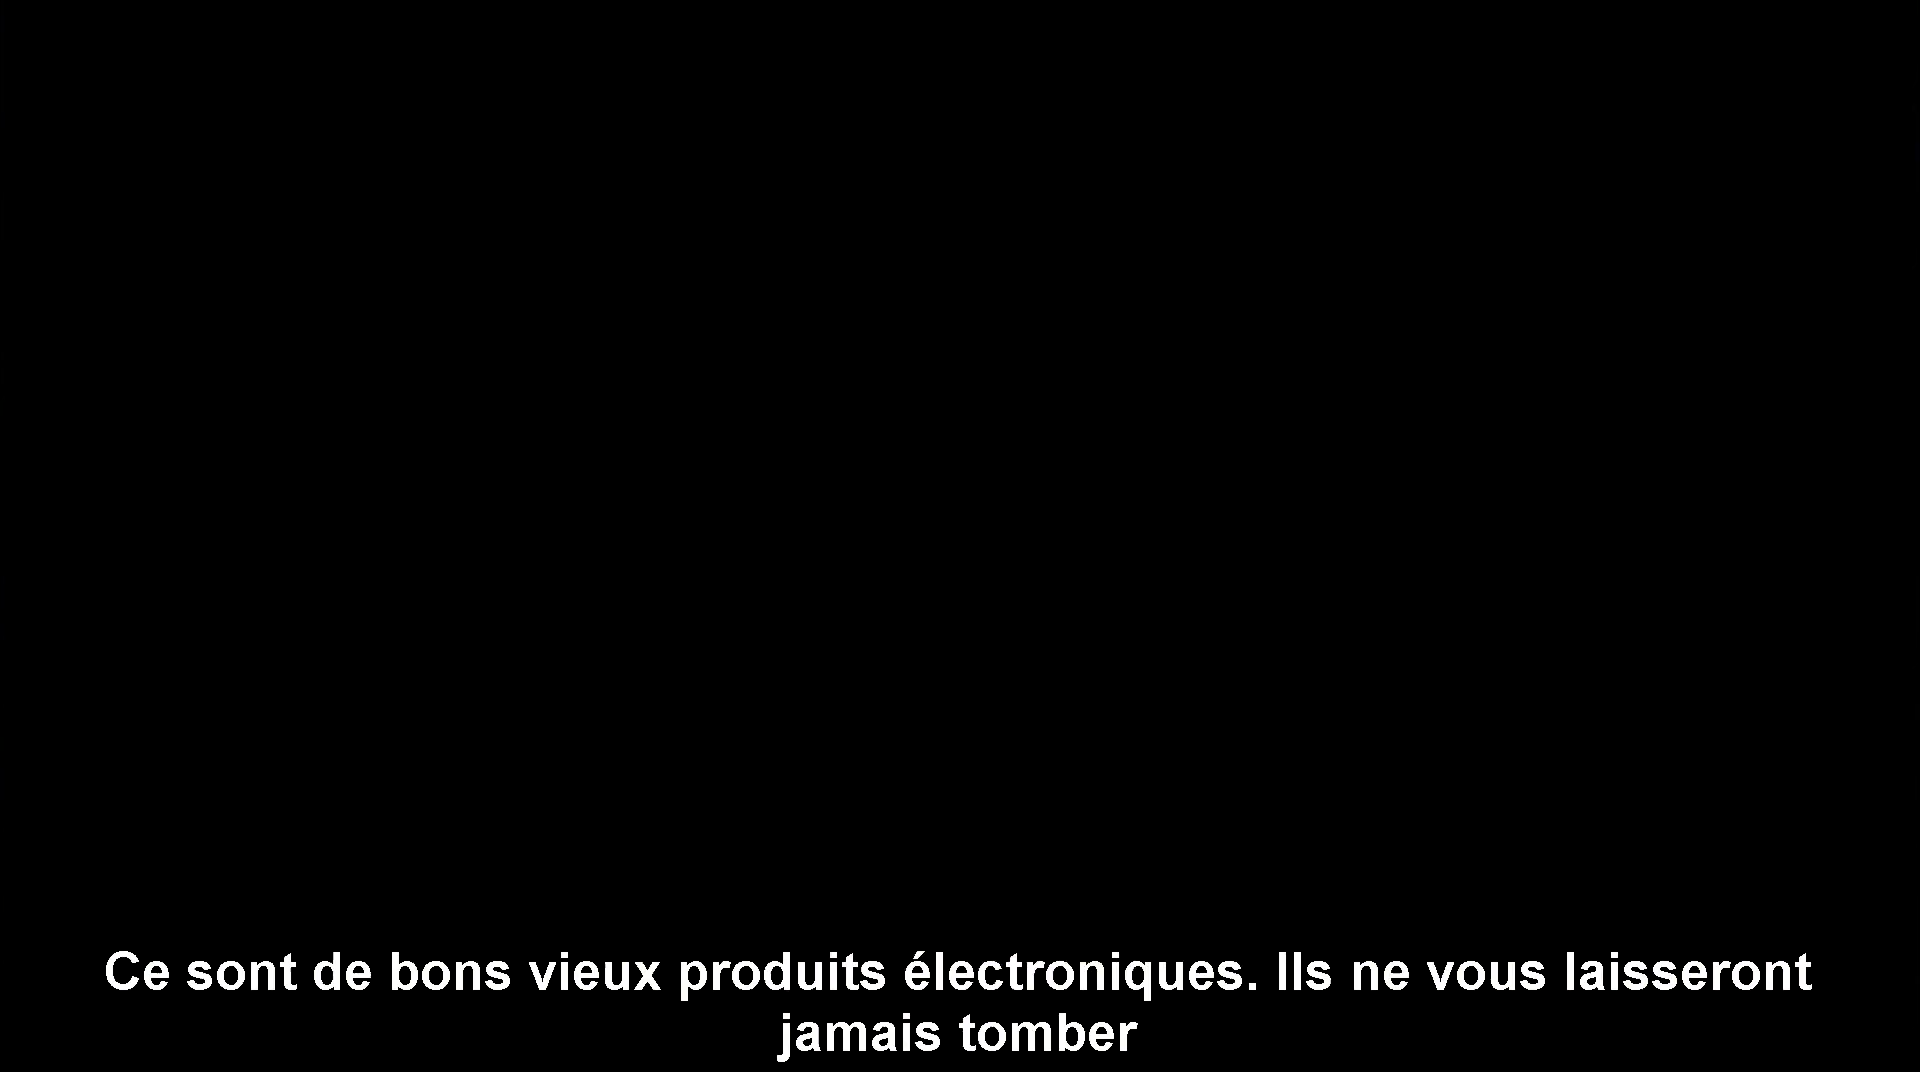 Ce sont de bons vieux produits électroniques. Ils ne vous laisseront
jamais tomber